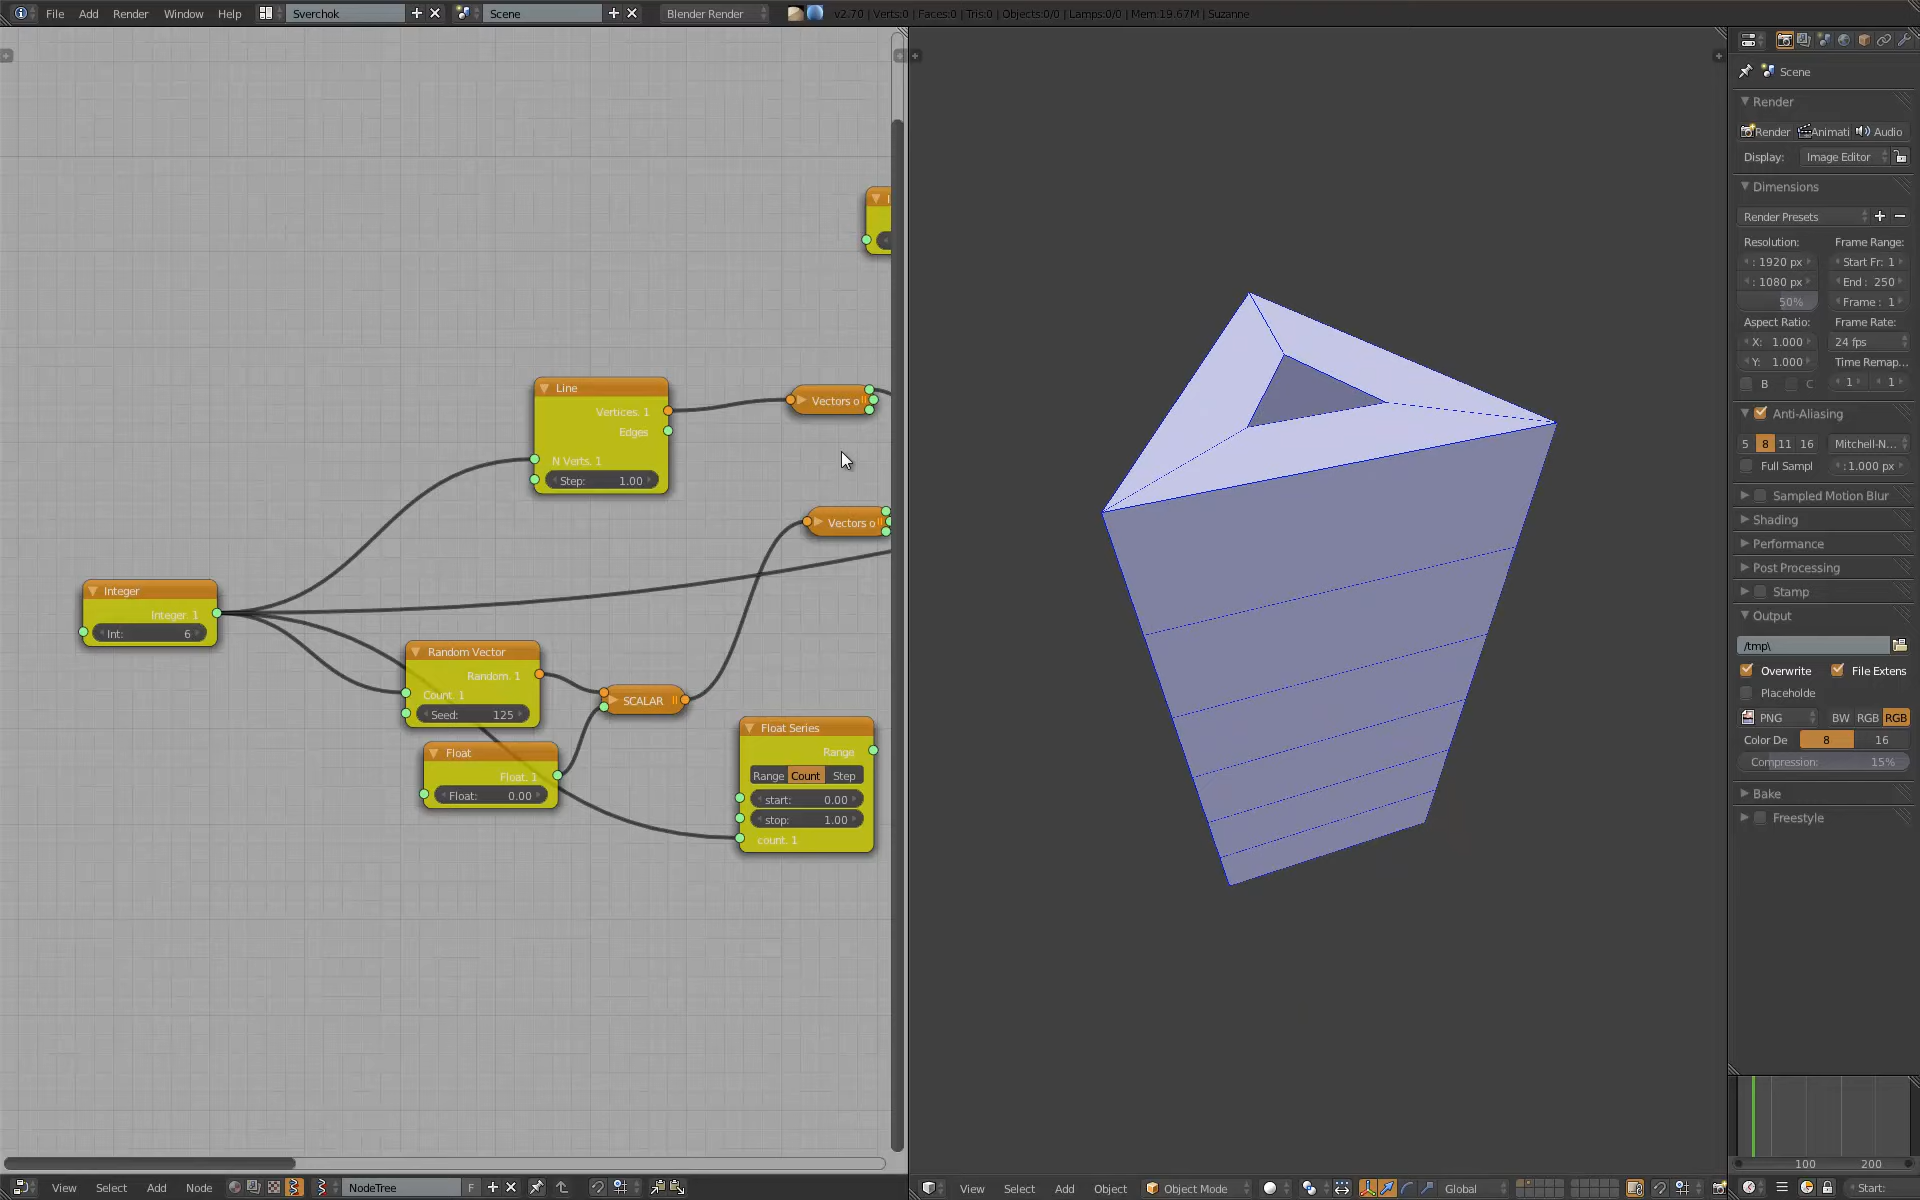 File Add Render Window Help Sverchok Scene Blender Render v2.70 | Verts:0 | Faces:0 | Tris:0 | Objects:0/0 | Lamps:0/0 | Mem:19.67M | Suzanne
Line
Vertices. 1
Edges
N Verts. 1
Step: 1.00
Vectors o
Vectors o
Integer
Integer. 1
Int: 6
Random Vector
Random. 1
Count. 1
Seed: 125
SCALAR
Float
Float. 1
Float: 0.00
Float Series
Range
Range Count Step
start: 0.00
stop: 1.00
count. 1
View Select Add Node NodeTree F
View Select Add Object Object Mode Global
Scene
Render
Render Animati Audio
Display: Image Editor
Dimensions
Render Presets
Resolution: Frame Range:
: 1920 px Start Fr: 1
: 1080 px End : 250
50% Frame : 1
Aspect Ratio: Frame Rate:
X: 1.000 24 fps
Y: 1.000 Time Remap...
B C 1 1
Anti-Aliasing
5 8 11 16 Mitchell-N...
Full Sampl : 1.000 px
Sampled Motion Blur
Shading
Performance
Post Processing
Stamp
Output
/tmp\
Overwrite File Extens
Placeholde
PNG BW RGB RGB
Color De 8 16
Compression: 15%
Bake
Freestyle
100 200
Start: